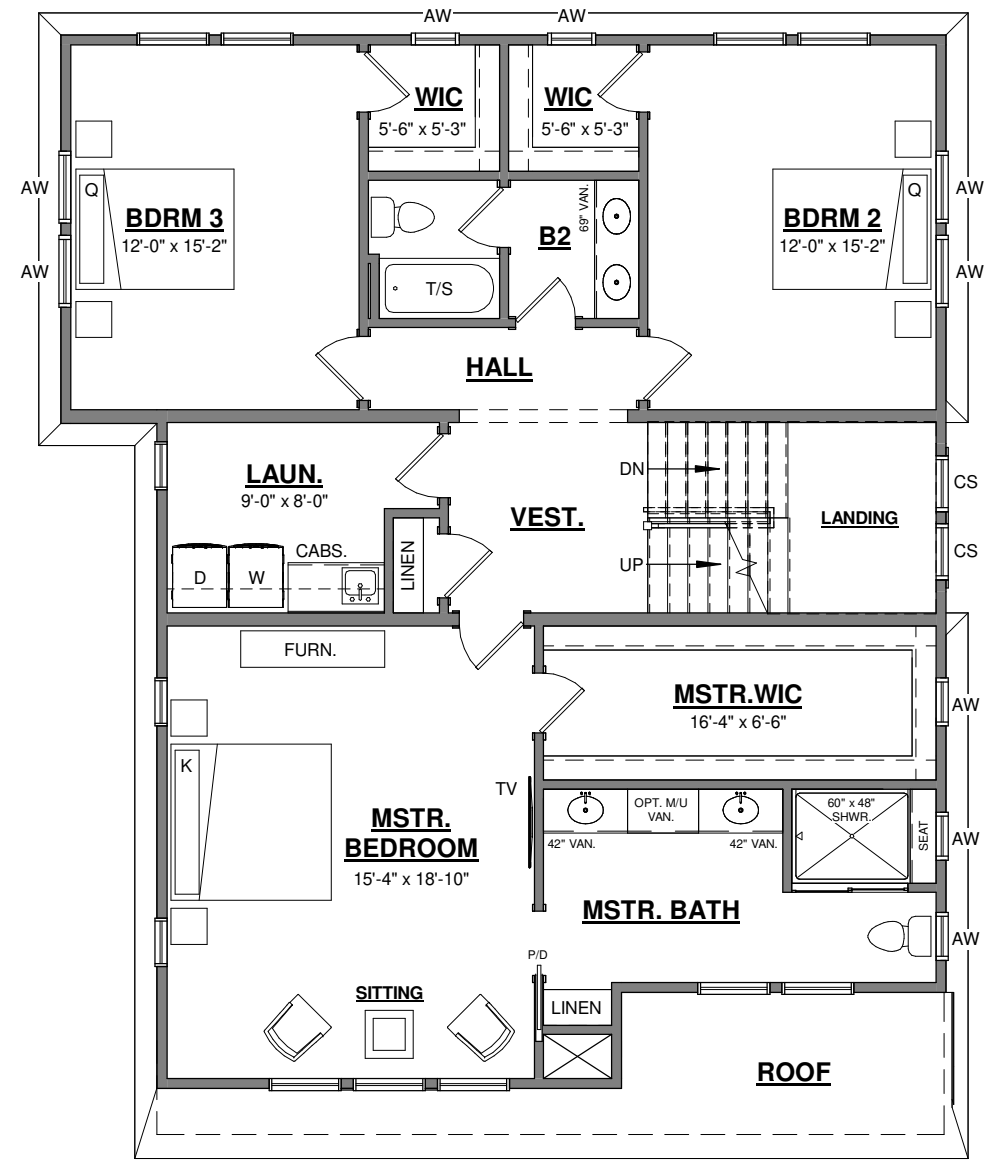 AW
AW
WIC
5'-6" x 5'-3"
WIC
5'-6" x 5'-3"
AW
Q
BDRM 3
12'-0" x 15'-2"
AW
69" VAN.
B2
T/S
BDRM 2
12'-0" x 15'-2"
Q
AW
AW
HALL
LAUN.
9'-0" x 8'-0"
DN
VEST.
LANDING
CS
CS
CABS.
LINEN
D
W
UP
FURN.
MSTR.WIC
16'-4" x 6'-6"
AW
K
TV
MSTR.
BEDROOM
15'-4" x 18'-10"
OPT. M/U
VAN.
42" VAN.
42" VAN.
60" x 48"
SHWR.
SEAT
AW
MSTR. BATH
AW
P/D
SITTING
LINEN
ROOF